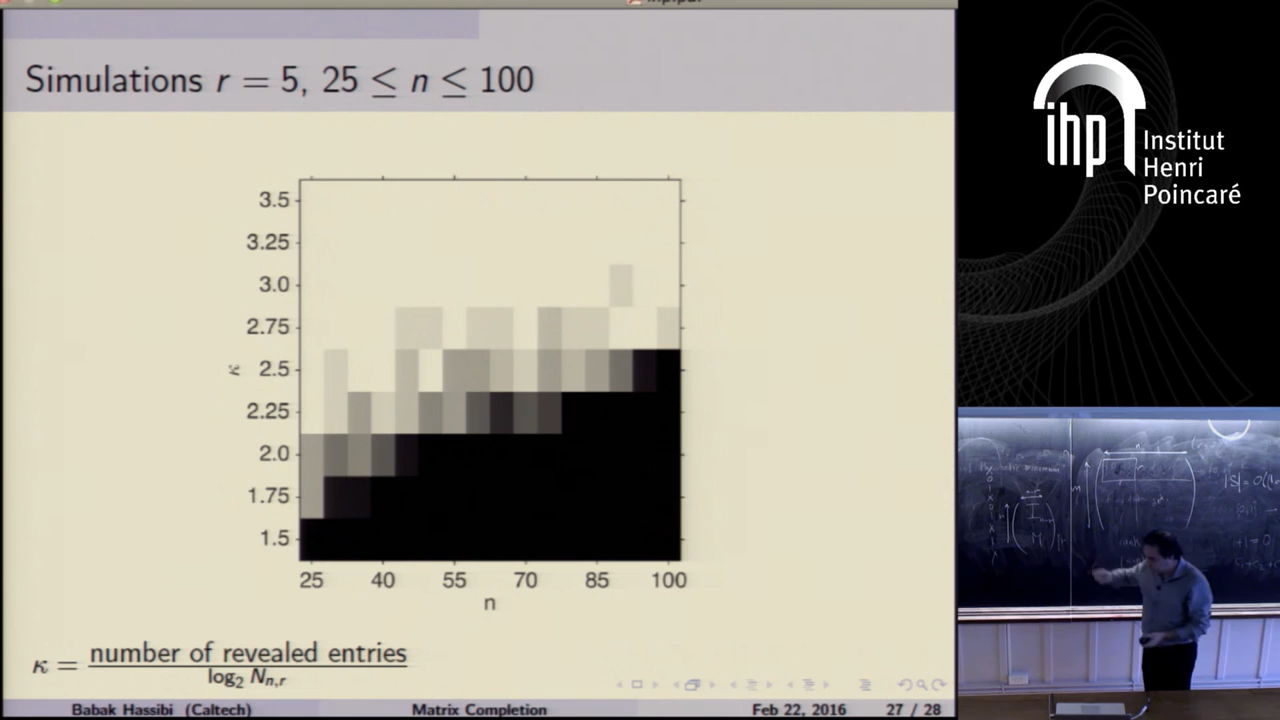 Simulations r = 5, 25 ≤ n ≤ 100
3.5
3.25
3.0
2.75
2.5
2.25
2.0
1.75
1.5
κ
25 40 55 70 85 100
n
κ = number of revealed entries / log₂ Nₙ,ᵣ
Babak Hassibi (Caltech) Matrix Completion Feb 22, 2016 27 / 28
ihp Institut
Henri
Poincaré